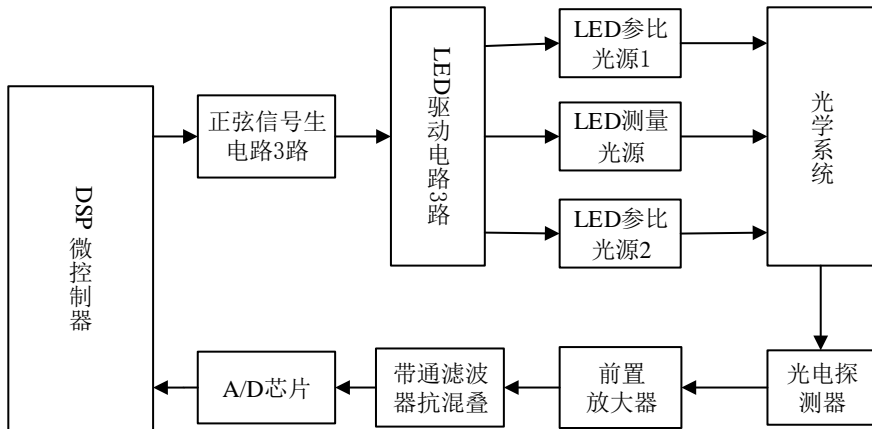 DSP 微控制器
正弦信号生
电路3路
LED驱动电路3路
LED参比
光源1
LED测量
光源
LED参比
光源2
光学系统
A/D芯片
带通滤波
器抗混叠
前置
放大器
光电探
测器